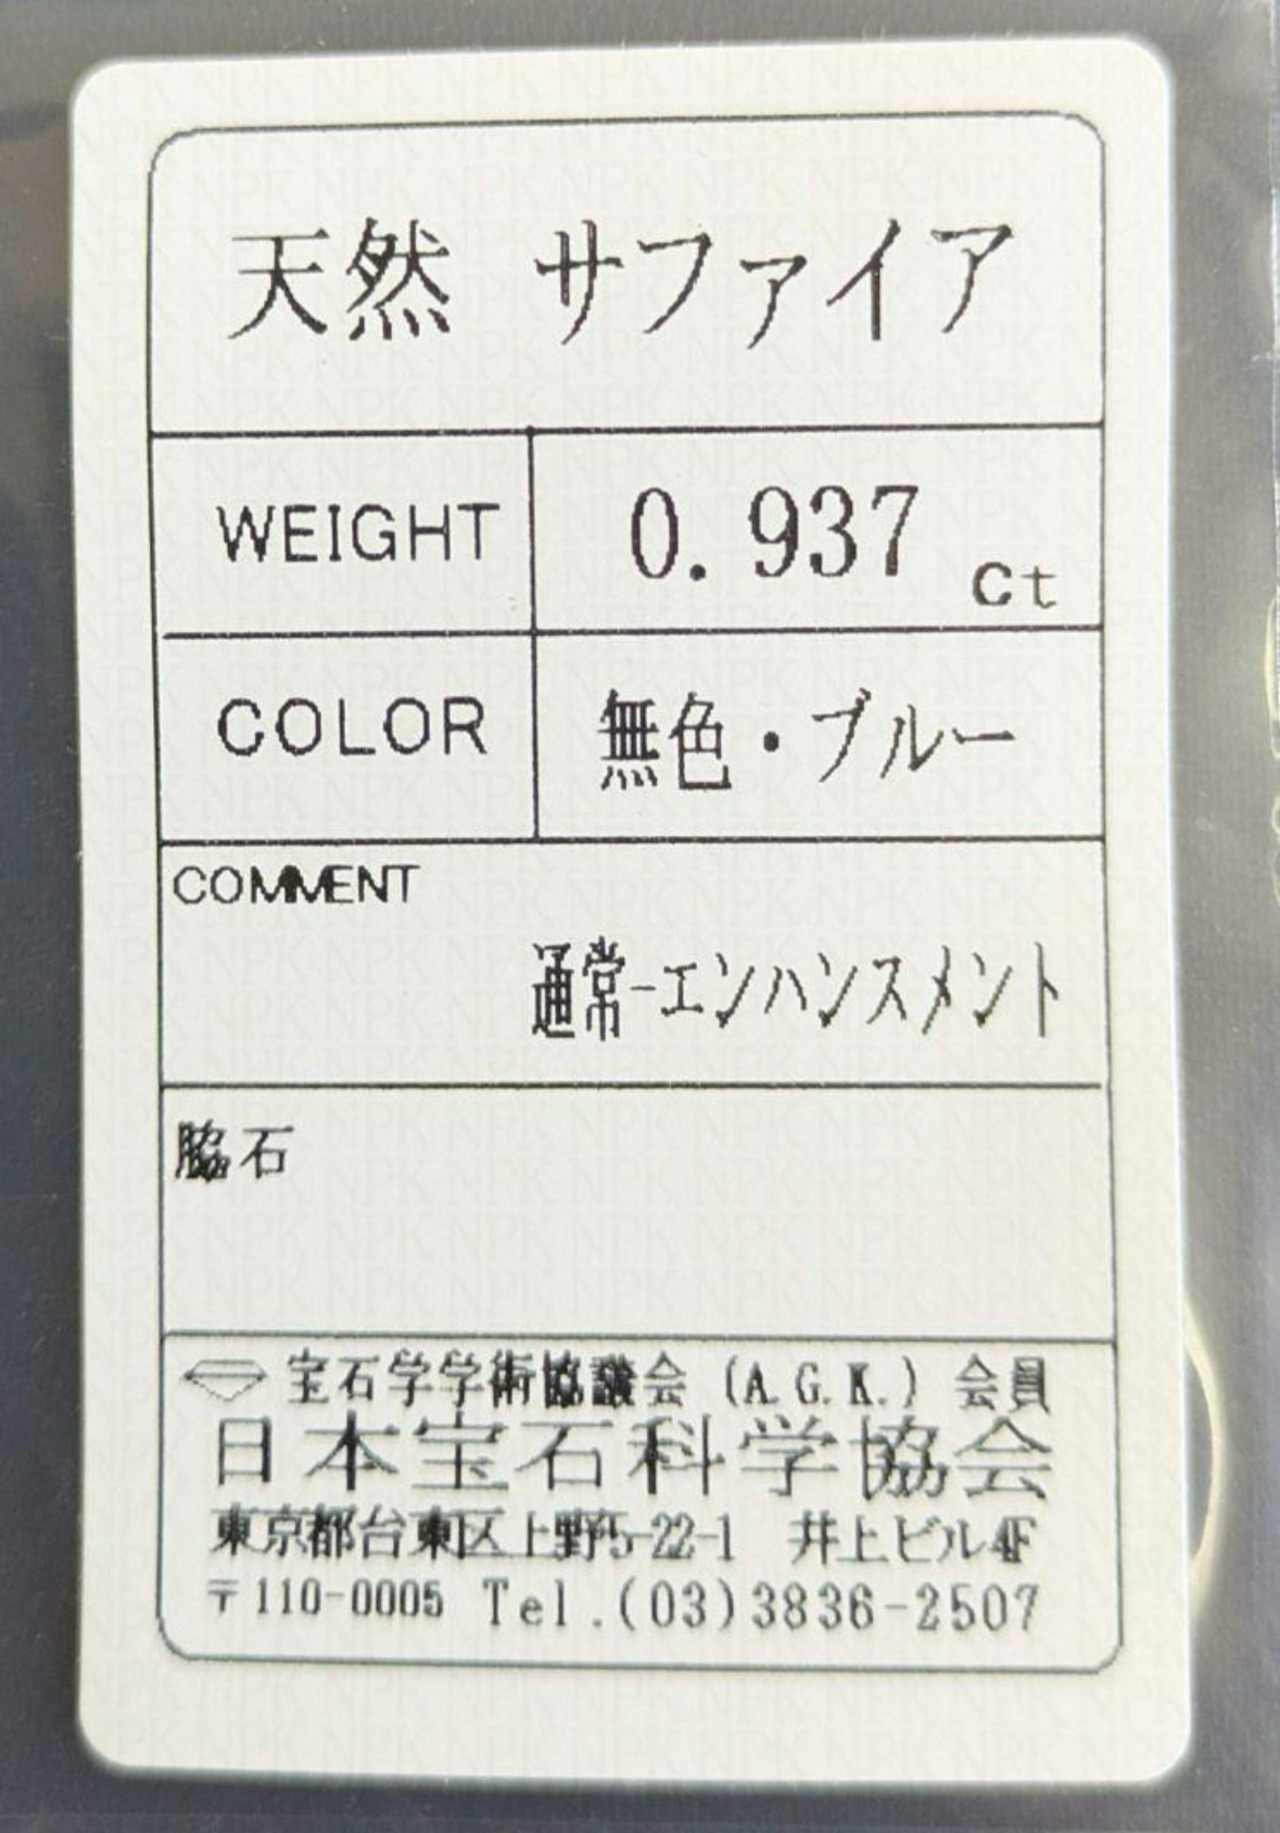 天然 サファイア
WEIGHT
0.937 ct
COLOR
無色・ブルー
COMMENT
通常-エンハンスメント
脇石
宝石学学術協議会 (A.G.K.) 会員
日本宝石科学協会
東京都台東区上野5-22-1 井上ビル4F
〒110-0005 Tel.(03)3836-2507